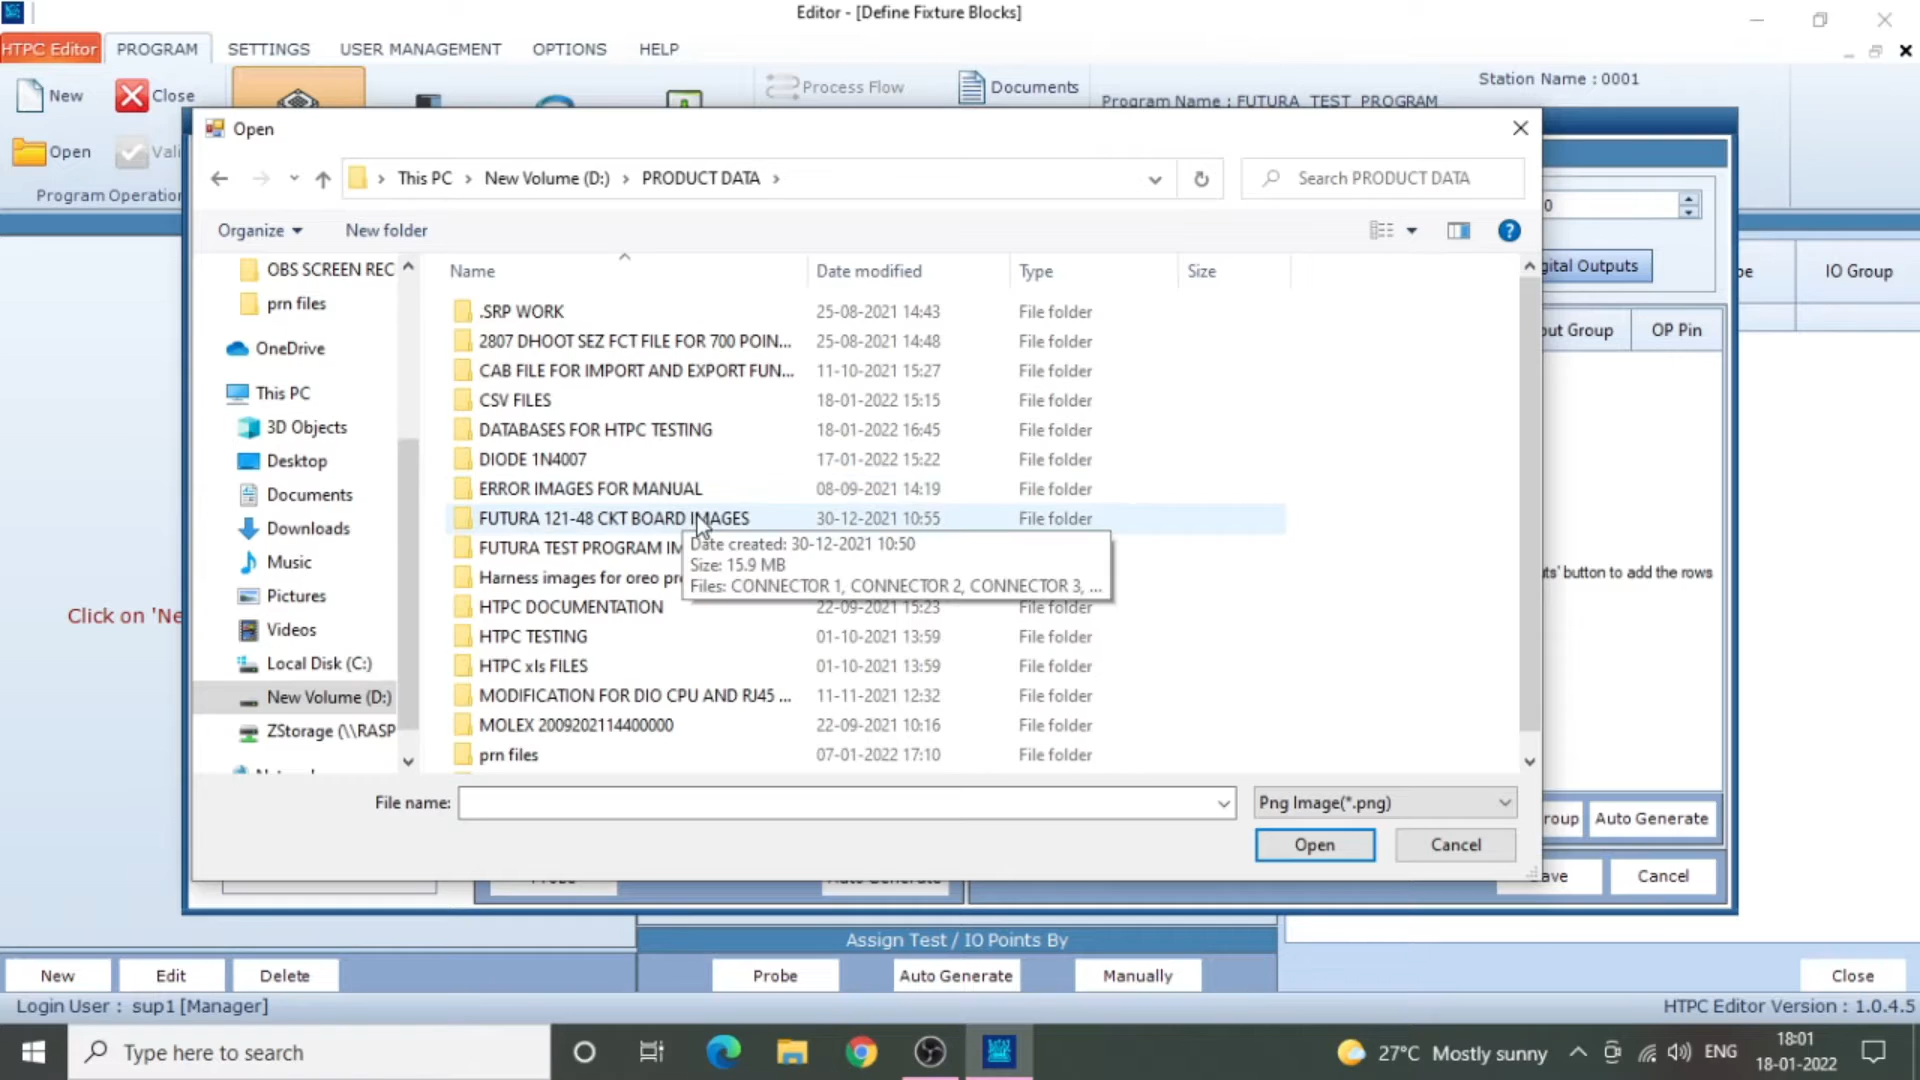 Editor - [Define Fixture Blocks]
HTPC Editor PROGRAM SETTINGS USER MANAGEMENT OPTIONS HELP
New Close Process Flow Documents Station Name : 0001
Program Name : FUTURA_TEST_PROGRAM
Open Vali
Program Operation
Open
This PC New Volume (D:) PRODUCT DATA Search PRODUCT DATA
0
Organize New folder
gital Outputs
Name Date modified Type Size
pe IO Group
out Group OP Pin
OBS SCREEN REC
prn files
OneDrive
This PC
3D Objects
Desktop
Documents
Downloads
Music
Pictures
Videos
Local Disk (C:)
New Volume (D:)
ZStorage (\\RASP
.SRP WORK 25-08-2021 14:43 File folder
2807 DHOOT SEZ FCT FILE FOR 700 POIN... 25-08-2021 14:48 File folder
CAB FILE FOR IMPORT AND EXPORT FUN... 11-10-2021 15:27 File folder
CSV FILES 18-01-2022 15:15 File folder
DATABASES FOR HTPC TESTING 18-01-2022 16:45 File folder
DIODE 1N4007 17-01-2022 15:22 File folder
ERROR IMAGES FOR MANUAL 08-09-2021 14:19 File folder
FUTURA 121-48 CKT BOARD IMAGES 30-12-2021 10:55 File folder
FUTURA TEST PROGRAM IM
Harness images for oreo pr
Date created: 30-12-2021 10:50
Size: 15.9 MB
Files: CONNECTOR 1, CONNECTOR 2, CONNECTOR 3, ...
HTPC DOCUMENTATION 22-09-2021 15:23 File folder
HTPC TESTING 01-10-2021 13:59 File folder
HTPC xls FILES 01-10-2021 13:59 File folder
MODIFICATION FOR DIO CPU AND RJ45 ... 11-11-2021 12:32 File folder
MOLEX 2009202114400000 22-09-2021 10:16 File folder
prn files 07-01-2022 17:10 File folder
Click on 'Ne
uts' button to add the rows
File name: Png Image(*.png)
Open Cancel
roup Auto Generate
ave Cancel
Assign Test / IO Points By
New Edit Delete Probe Auto Generate Manually Close
Login User : sup1 [Manager] HTPC Editor Version : 1.0.4.5
Type here to search 27°C Mostly sunny ENG 18:01
18-01-2022